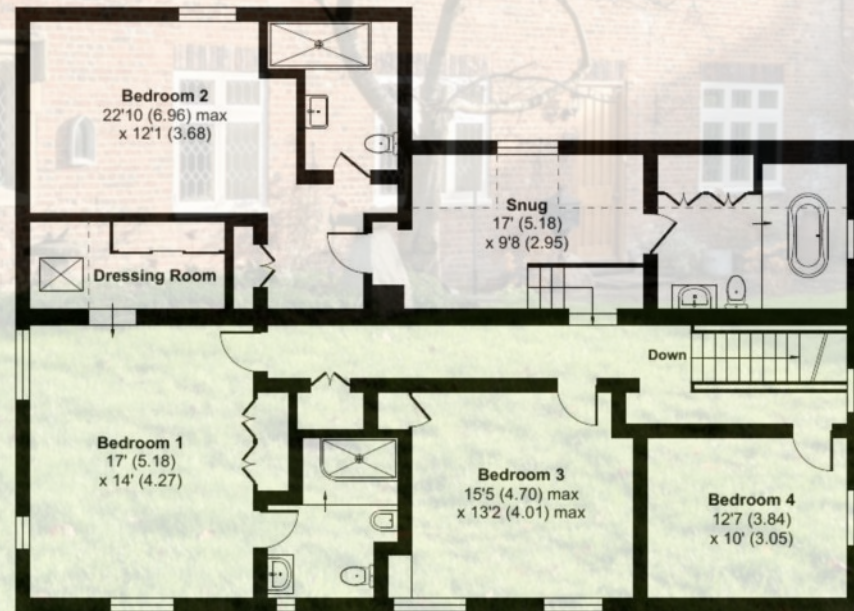 Bedroom 2
22'10 (6.96) max
x 12'1 (3.68)
Snug
17' (5.18)
x 9'8 (2.95)
Dressing Room
Down
Bedroom 1
17' (5.18)
x 14' (4.27)
Bedroom 3
15'5 (4.70) max
x 13'2 (4.01) max
Bedroom 4
12'7 (3.84)
x 10' (3.05)